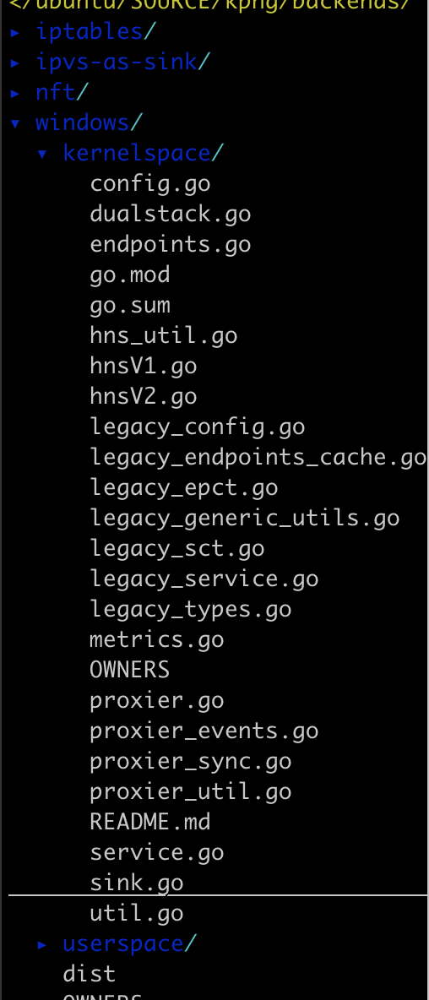 </ubuntu/SOURCE/kpng/backends/
▸ iptables/
▸ ipvs-as-sink/
▸ nft/
▾ windows/
▾ kernelspace/
config.go
dualstack.go
endpoints.go
go.mod
go.sum
hns_util.go
hnsV1.go
hnsV2.go
legacy_config.go
legacy_endpoints_cache.go
legacy_epct.go
legacy_generic_utils.go
legacy_sct.go
legacy_service.go
legacy_types.go
metrics.go
OWNERS
proxier.go
proxier_events.go
proxier_sync.go
proxier_util.go
README.md
service.go
sink.go
util.go
▸ userspace/
dist
OWNERS